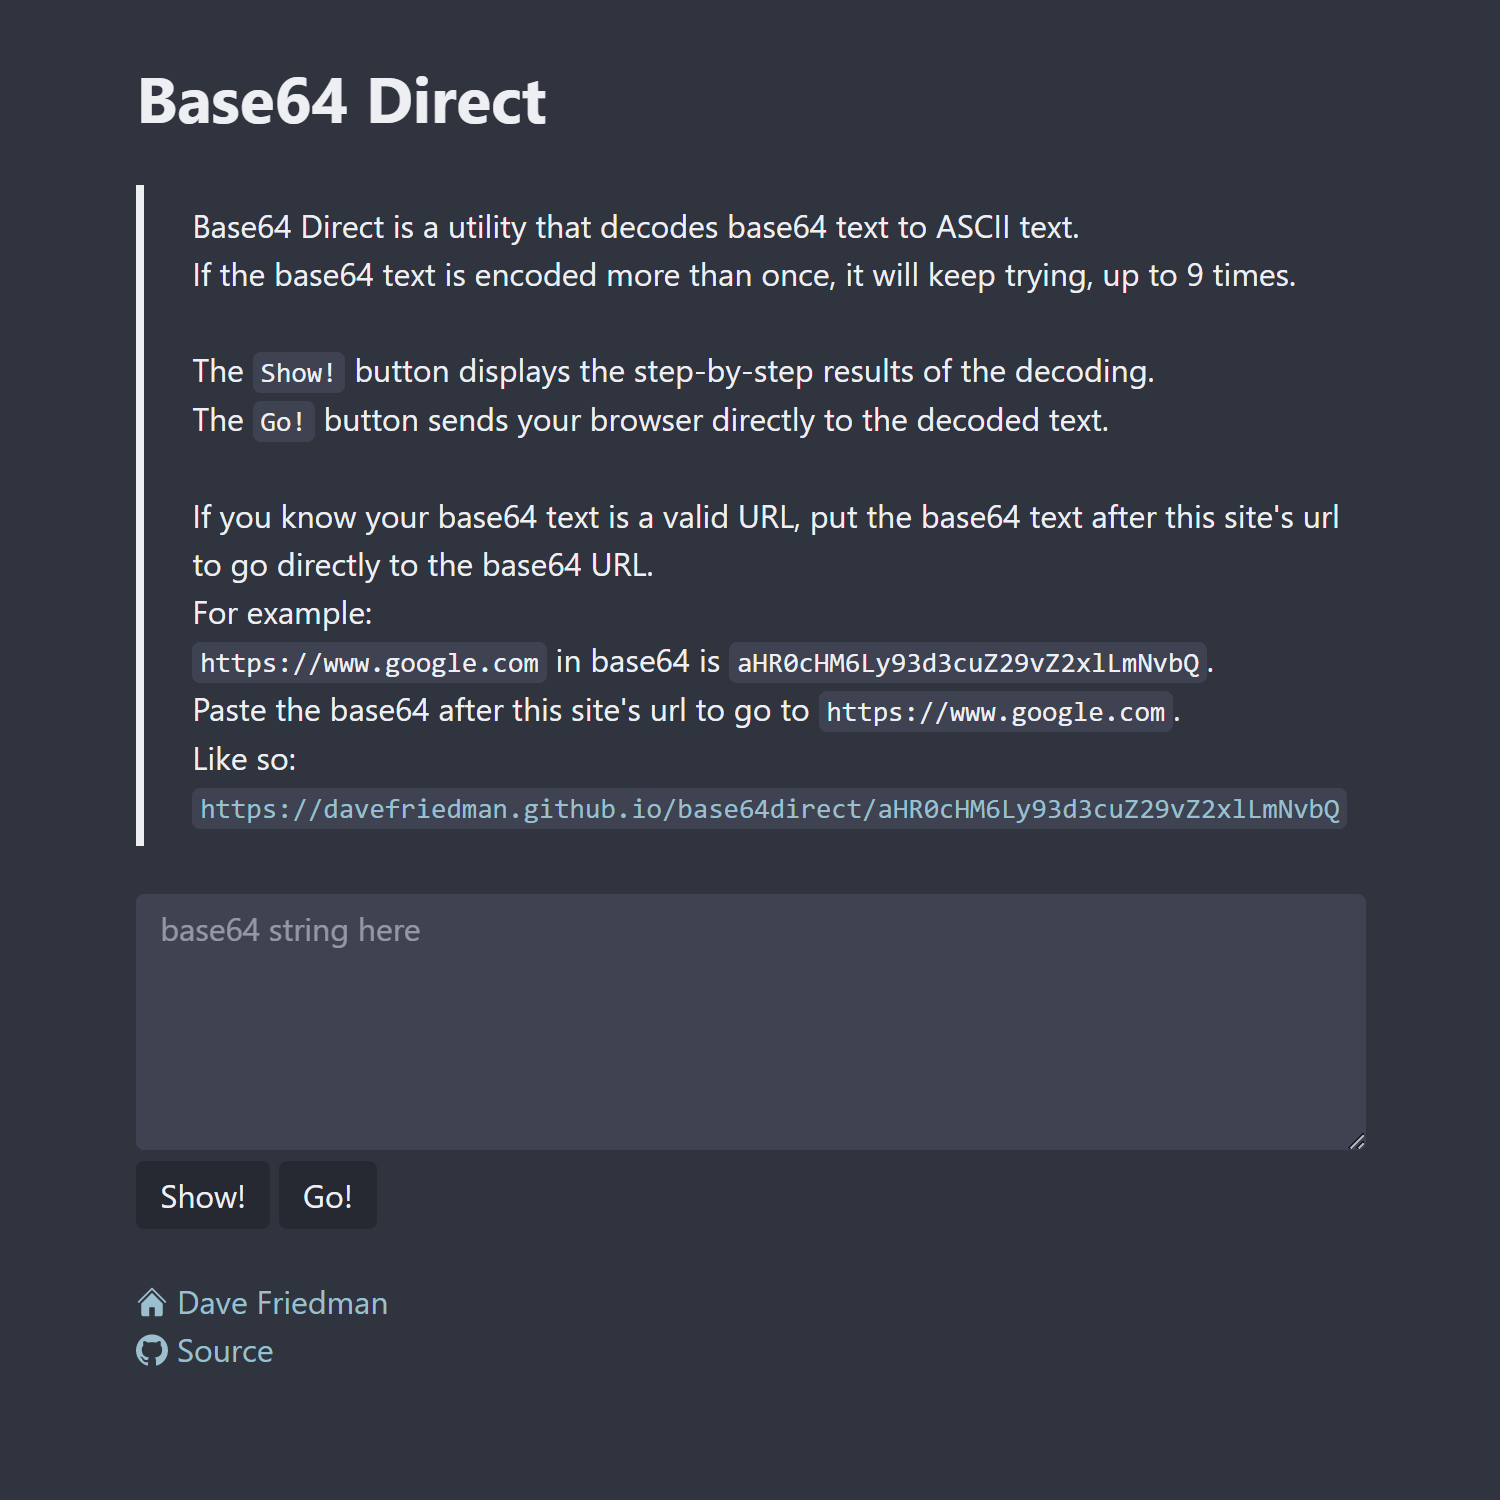 Base64 Direct
Base64 Direct is a utility that decodes base64 text to ASCII text.
If the base64 text is encoded more than once, it will keep trying, up to 9 times.
The Show! button displays the step-by-step results of the decoding.
The Go! button sends your browser directly to the decoded text.
If you know your base64 text is a valid URL, put the base64 text after this site's url
to go directly to the base64 URL.
For example:
https://www.google.com in base64 is aHR0cHM6Ly93d3cuZ29vZ2xlLmNvbQ.
Paste the base64 after this site's url to go to https://www.google.com.
Like so:
https://davefriedman.github.io/base64direct/aHR0cHM6Ly93d3cuZ29vZ2xlLmNvbQ
base64 string here
Show! Go!
Dave Friedman
Source